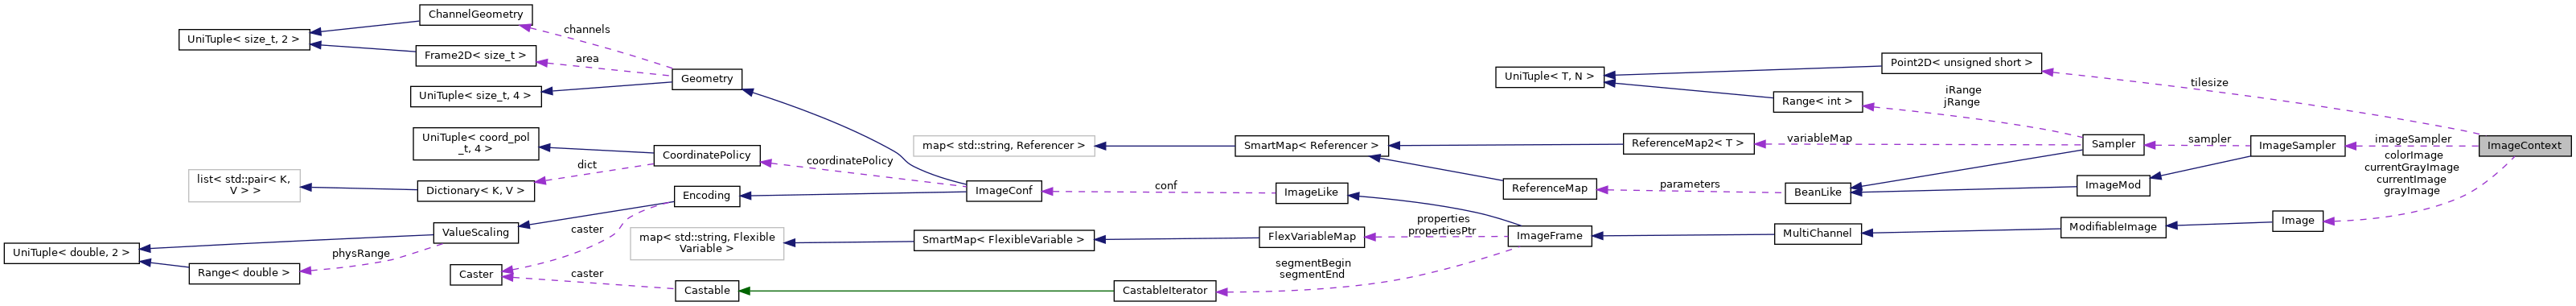 ChannelGeometry
channels
UniTuple< size_t, 2 >
Frame2D< size_t >
area
Geometry
UniTuple< size_t, 4 >
UniTuple< coord_pol
_t, 4 >
CoordinatePolicy
coordinatePolicy
dict
list< std::pair< K,
V > >
Dictionary< K, V >
Encoding
ImageConf
conf
ValueScaling
caster
UniTuple< double, 2 >
physRange
Range< double >
Caster
caster
Castable
map< std::string, Referencer >
SmartMap< Referencer >
map< std::string, Flexible
Variable >
SmartMap< FlexibleVariable >
ImageLike
FlexVariableMap
properties
propertiesPtr
segmentBegin
segmentEnd
CastableIterator
ImageFrame
UniTuple< T, N >
ReferenceMap2< T >
variableMap
ReferenceMap
parameters
Point2D< unsigned short >
tilesize
Range< int >
iRange
jRange
Sampler
sampler
ImageSampler
imageSampler
ImageContext
BeanLike
ImageMod
colorImage
currentGrayImage
currentImage
grayImage
MultiChannel
ModifiableImage
Image